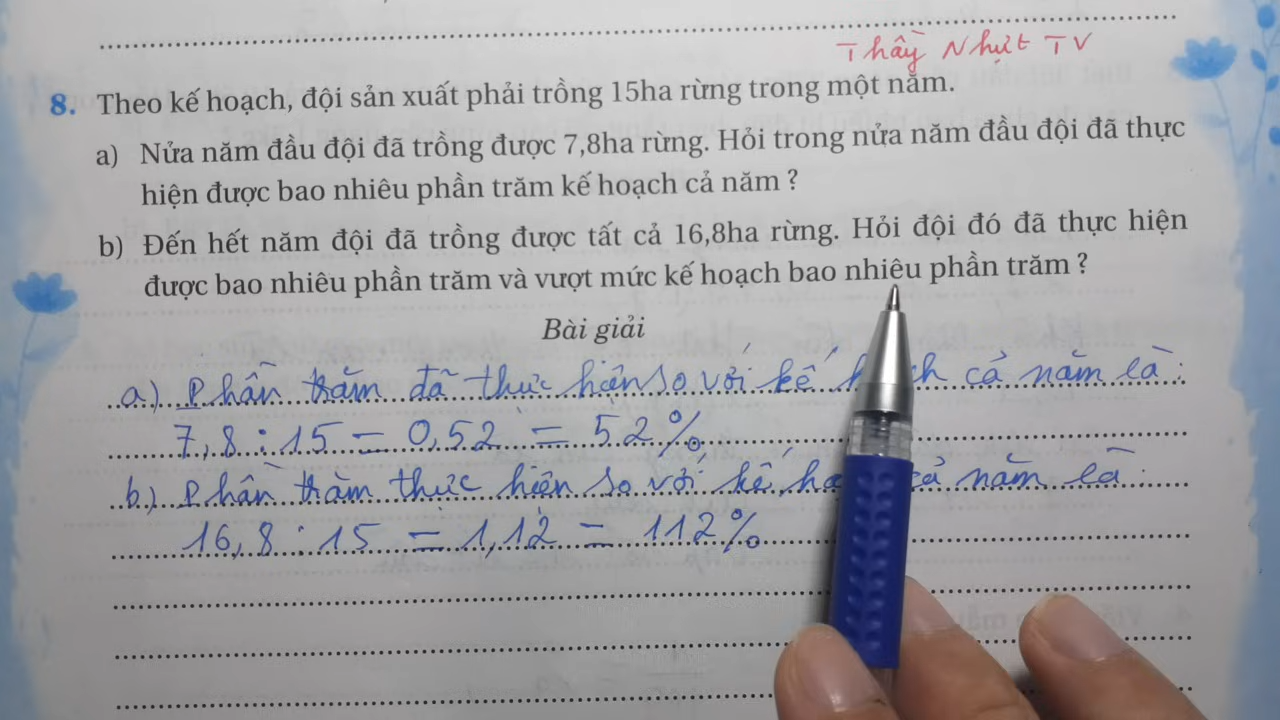 Thầy Nhựt TV
8. Theo kế hoạch, đội sản xuất phải trồng 15ha rừng trong một năm.
a) Nửa năm đầu đội đã trồng được 7,8ha rừng. Hỏi trong nửa năm đầu đội đã thực
hiện được bao nhiêu phần trăm kế hoạch cả năm ?
b) Đến hết năm đội đã trồng được tất cả 16,8ha rừng. Hỏi đội đó đã thực hiện
được bao nhiêu phần trăm và vượt mức kế hoạch bao nhiêu phần trăm ?
Bài giải
a) Phần trăm đã thực hiện so với kế cả năm là :
7,8 : 15 = 0,52 = 52%
b) Phần trăm thực hiện so với kế cả năm là :
16,8 : 15 = 1,12 = 112%